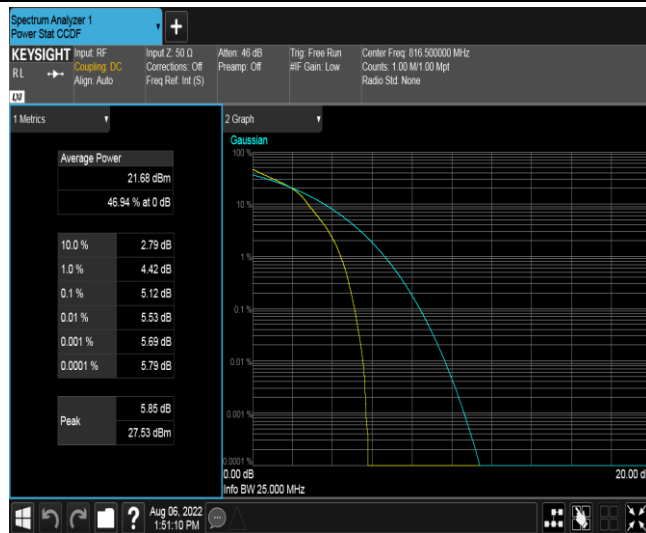 Spectrum Analyzer 1
Power Stat CCDF
+
KEYSIGHT
RL
Input: RF
Coupling: DC
Align: Auto
Input Z: 50 Ω
Corrections: Off
Freq Ref: Int (S)
Atten: 46 dB
Preamp: Off
Trig: Free Run
#IF Gain: Low
Center Freq: 816.500000 MHz
Counts: 1.00 M/1.00 Mpt
Radio Std: None
LXI
1 Metrics
Average Power
21.68 dBm
46.94 % at 0 dB
10.0 % 2.79 dB
1.0 % 4.42 dB
0.1 % 5.12 dB
0.01 % 5.53 dB
0.001 % 5.69 dB
0.0001 % 5.79 dB
Peak
5.85 dB
27.53 dBm
2 Graph
Gaussian
100 %
10 %
1 %
0.1 %
0.01 %
0.001 %
0.0001 %
0.00 dB
20.00 d
Info BW 25.000 MHz
?
Aug 06, 2022
1:51:10 PM